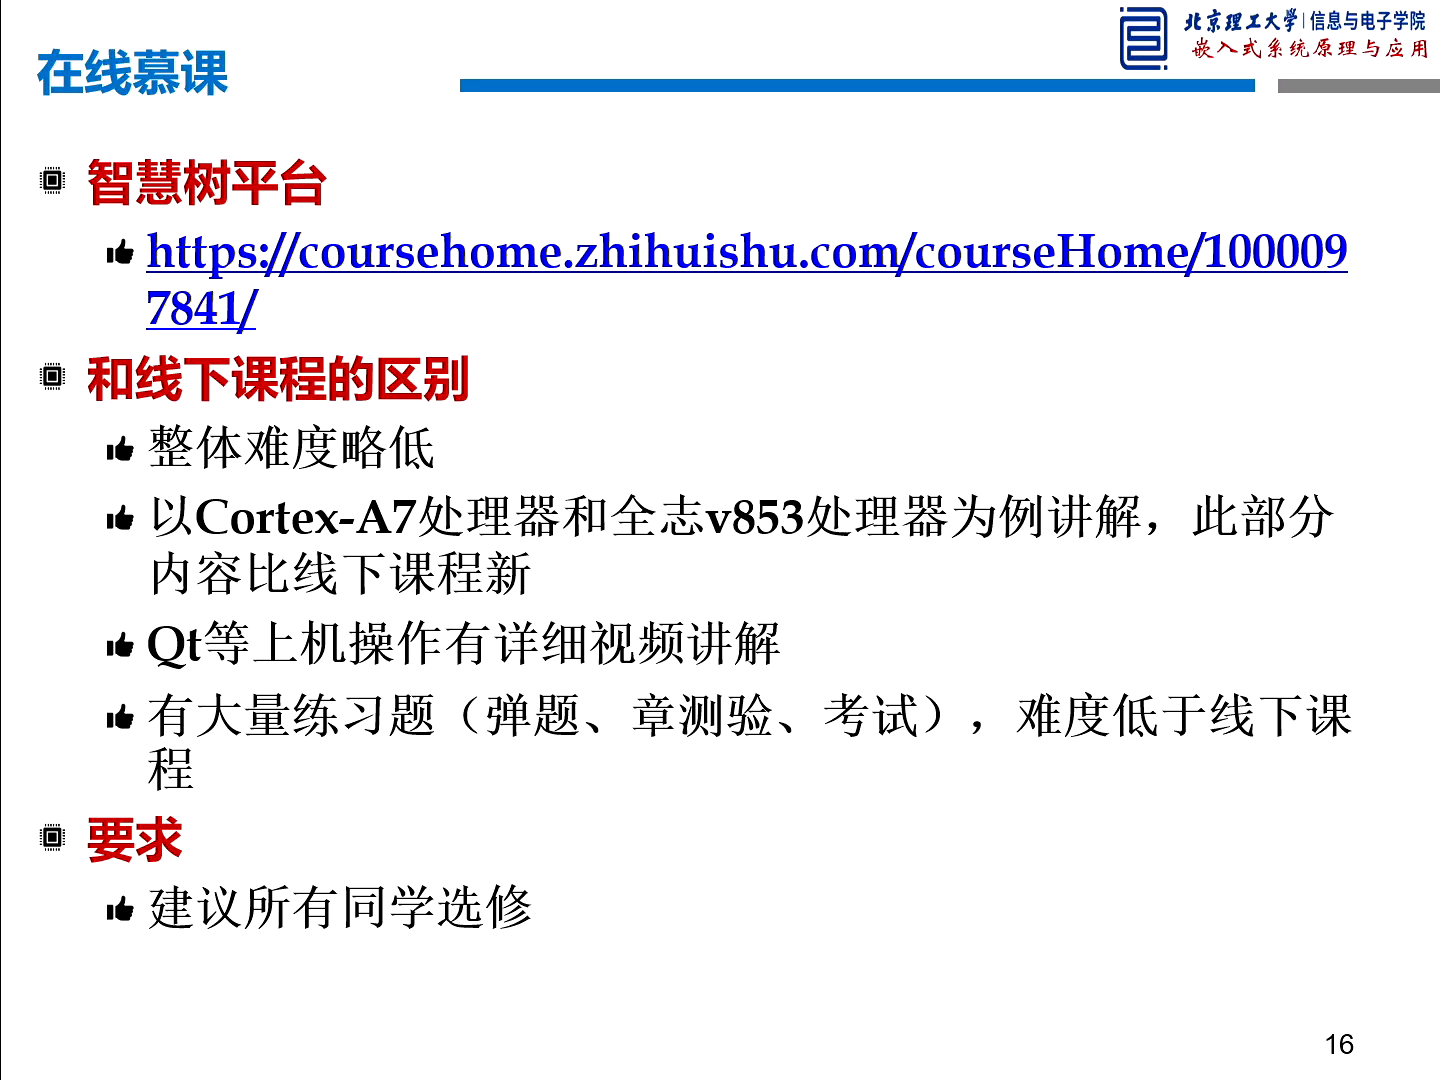 北京理工大学|信息与电子学院
嵌入式系统原理与应用
在线慕课
智慧树平台
https://coursehome.zhihuishu.com/courseHome/100009
7841/
和线下课程的区别
整体难度略低
以Cortex-A7处理器和全志v853处理器为例讲解，此部分
内容比线下课程新
Qt等上机操作有详细视频讲解
有大量练习题（弹题、章测验、考试），难度低于线下课
程
要求
建议所有同学选修
16